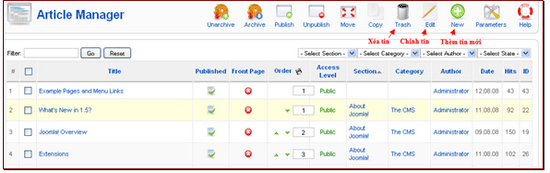 Article Manager
Unarchive Archive Publish Unpublish Move Copy Trash Edit New Parameters Help
Xóa tin Chỉnh tin Thêm tin mới
Filter: Go Reset - Select Section - - Select Category - - Select Author - - Select State -
# Title Published Front Page Order Access Level Section Category Author Date Hits ID
1 Example Pages and Menu Links 1 Public Administrator 12.08.08 43 43
2 What's New in 1.5? 1 Public About Joomla! The CMS Administrator 11.08.08 92 22
3 Joomla! Overview 2 Public About Joomla! The CMS Administrator 09.08.08 150 19
4 Extensions 3 Public About Joomla! The CMS Administrator 11.08.08 102 26